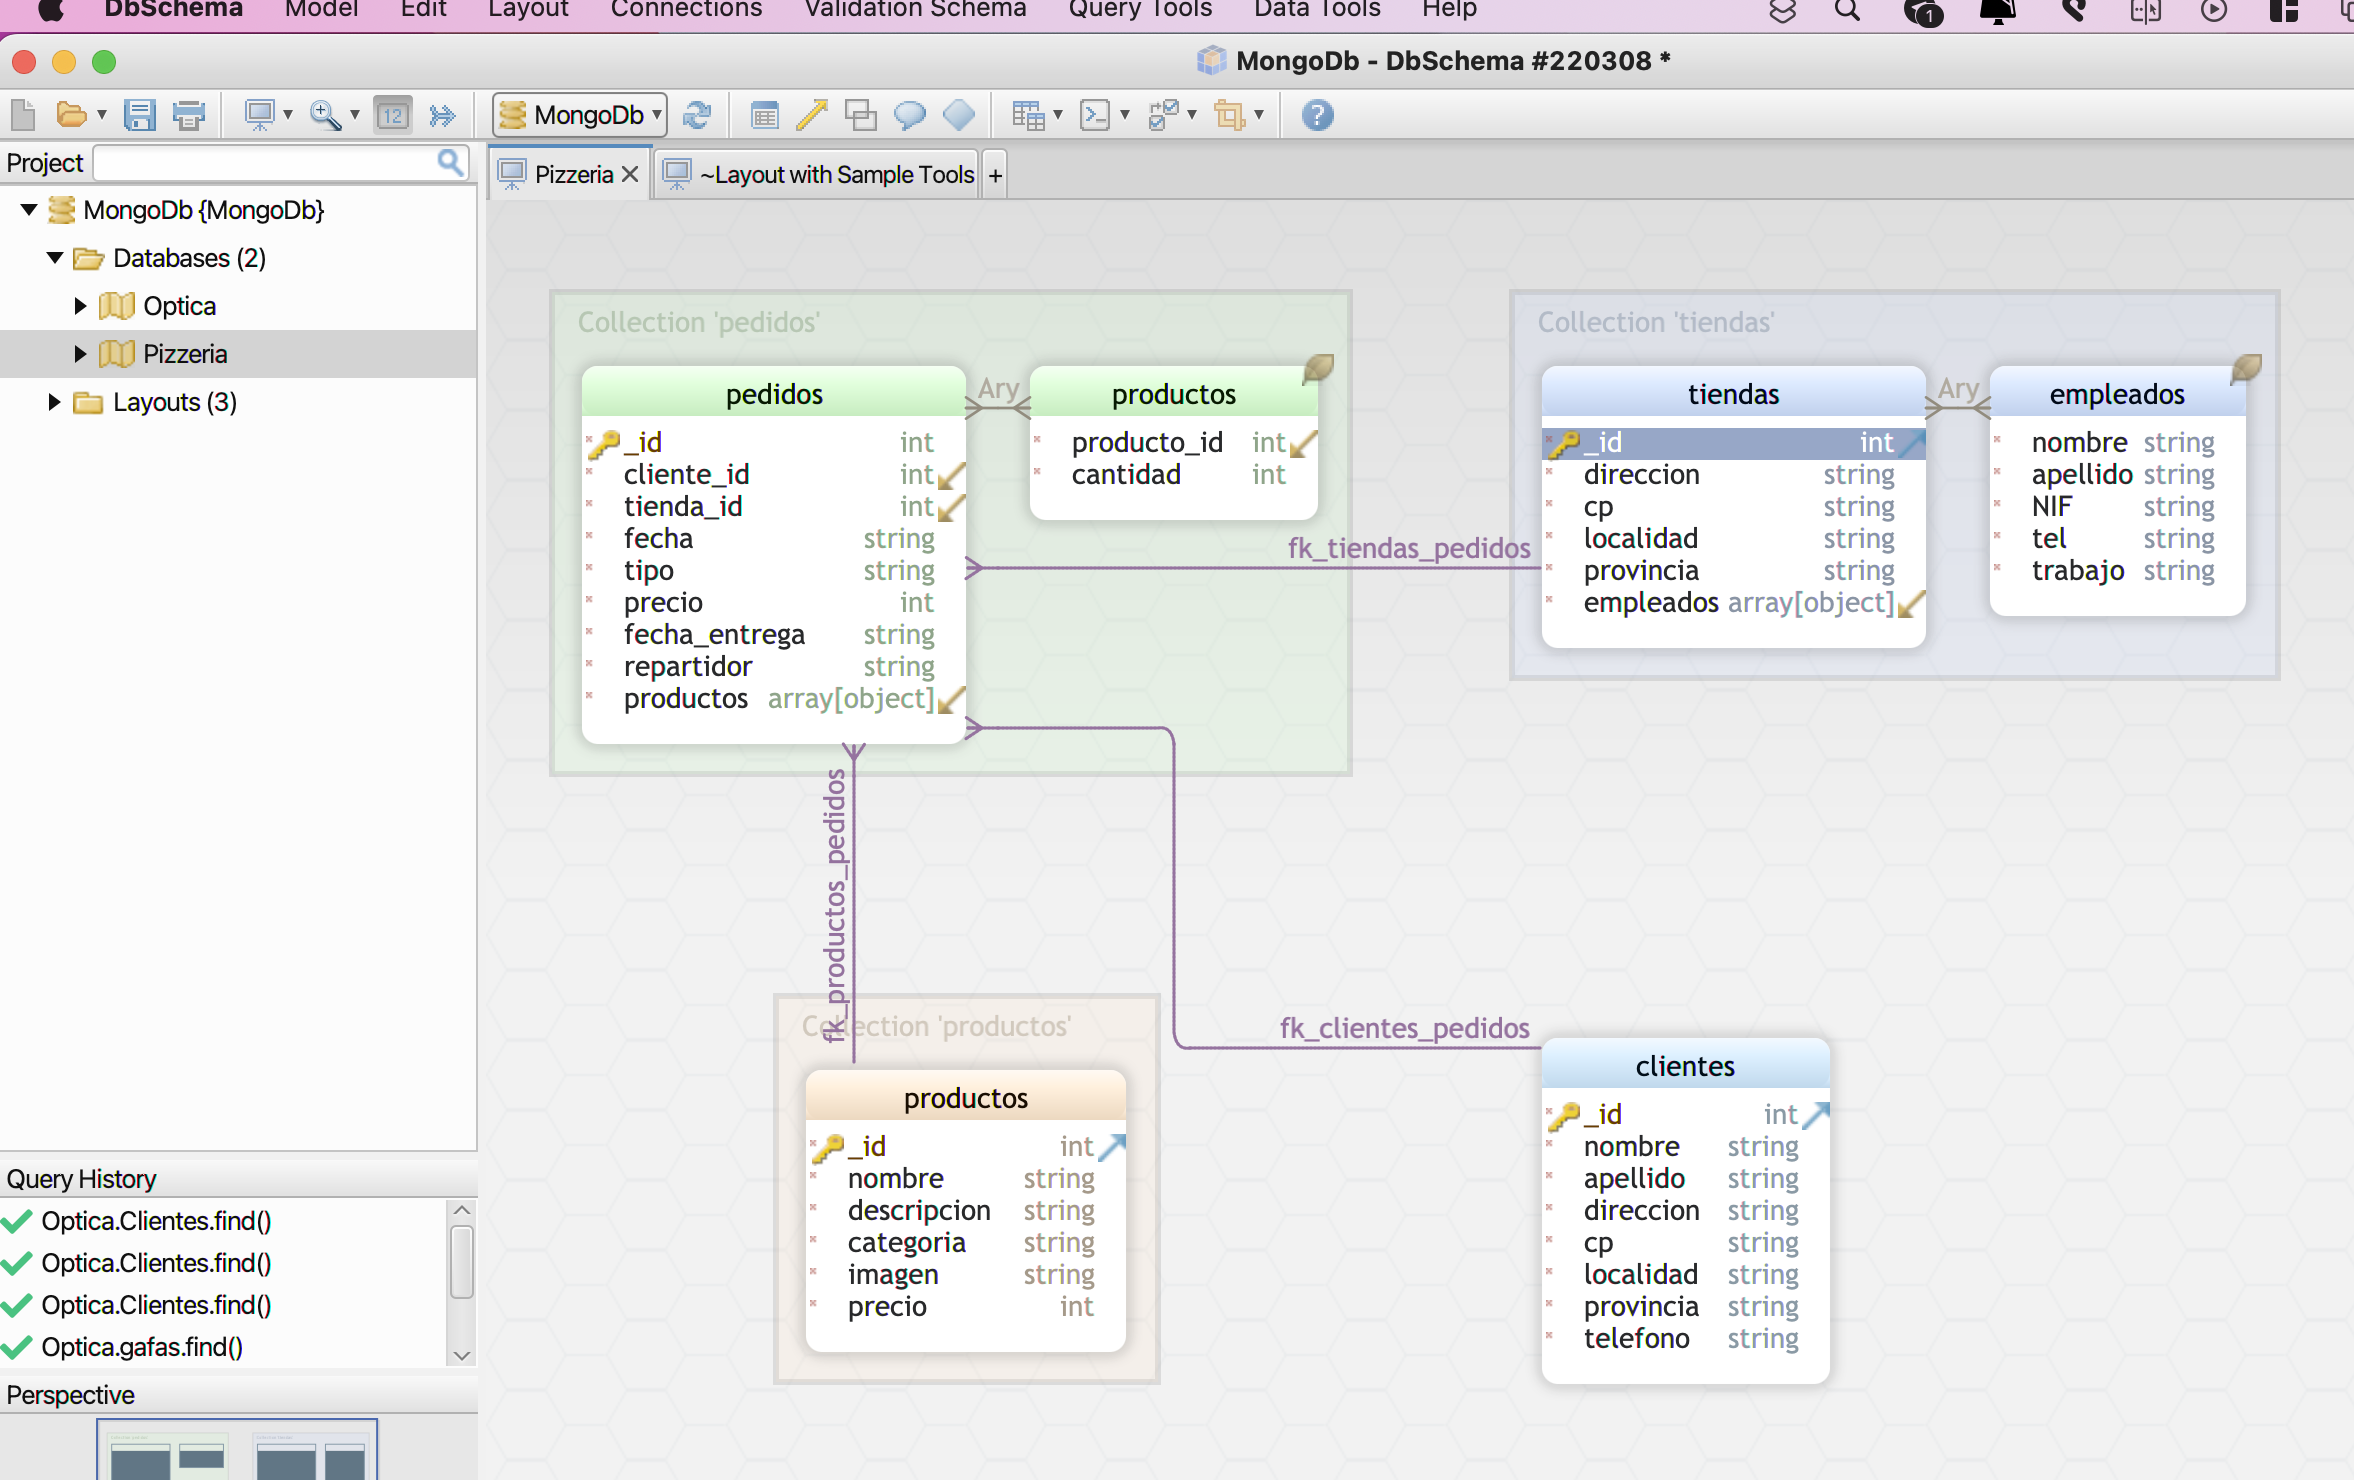 DbSchema Model Edit Layout Connections Validation Schema Query Tools Data Tools Help 1
MongoDb - DbSchema #220308 *
12 MongoDb ?
Project
Pizzeria ~Layout with Sample Tools +
MongoDb {MongoDb}
Databases (2)
Optica
Pizzeria
Layouts (3)
Query History
Optica.Clientes.find()
Optica.Clientes.find()
Optica.Clientes.find()
Optica.gafas.find()
Perspective
Collection 'pedidos'
pedidos
_id int
cliente_id int
tienda_id int
fecha string
tipo string
precio int
fecha_entrega string
repartidor string
productos array[object]
Ary
productos
producto_id int
cantidad int
fk_tiendas_pedidos
Collection 'tiendas'
tiendas
_id int
direccion string
cp string
localidad string
provincia string
empleados array[object]
Ary
empleados
nombre string
apellido string
NIF string
tel string
trabajo string
fk_productos_pedidos
Collection 'productos'
productos
_id int
nombre string
descripcion string
categoria string
imagen string
precio int
fk_clientes_pedidos
clientes
_id int
nombre string
apellido string
direccion string
cp string
localidad string
provincia string
telefono string